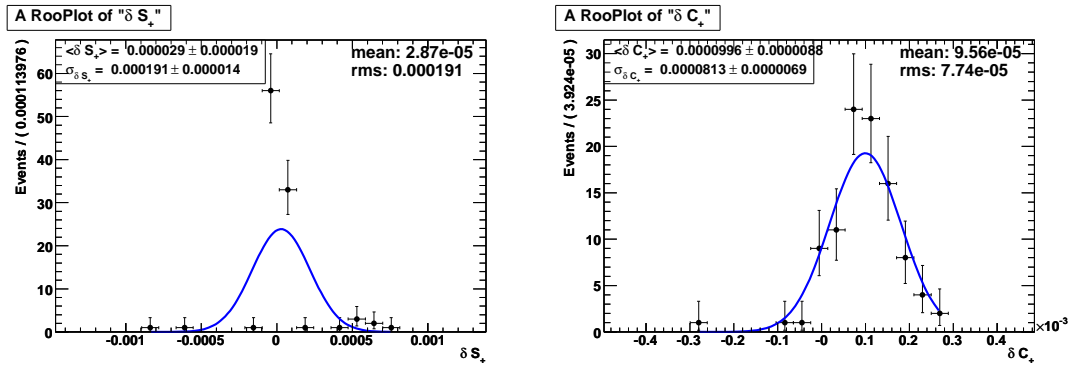 A RooPlot of "δ S+"
<δ S+> = 0.000029 ± 0.000019
σδ S+ = 0.000191 ± 0.000014
mean: 2.87e-05
rms: 0.000191
Events / ( 0.000113976 )
60
50
40
30
20
10
0
-0.001 -0.0005 0 0.0005 0.001
δ S+
A RooPlot of "δ C+"
<δ C+> = 0.0000996 ± 0.0000088
σδ C+ = 0.0000813 ± 0.0000069
mean: 9.56e-05
rms: 7.74e-05
Events / ( 3.924e-05 )
30
25
20
15
10
5
0
-0.4 -0.3 -0.2 -0.1 -0 0.1 0.2 0.3 0.4
×10-3
δ C+